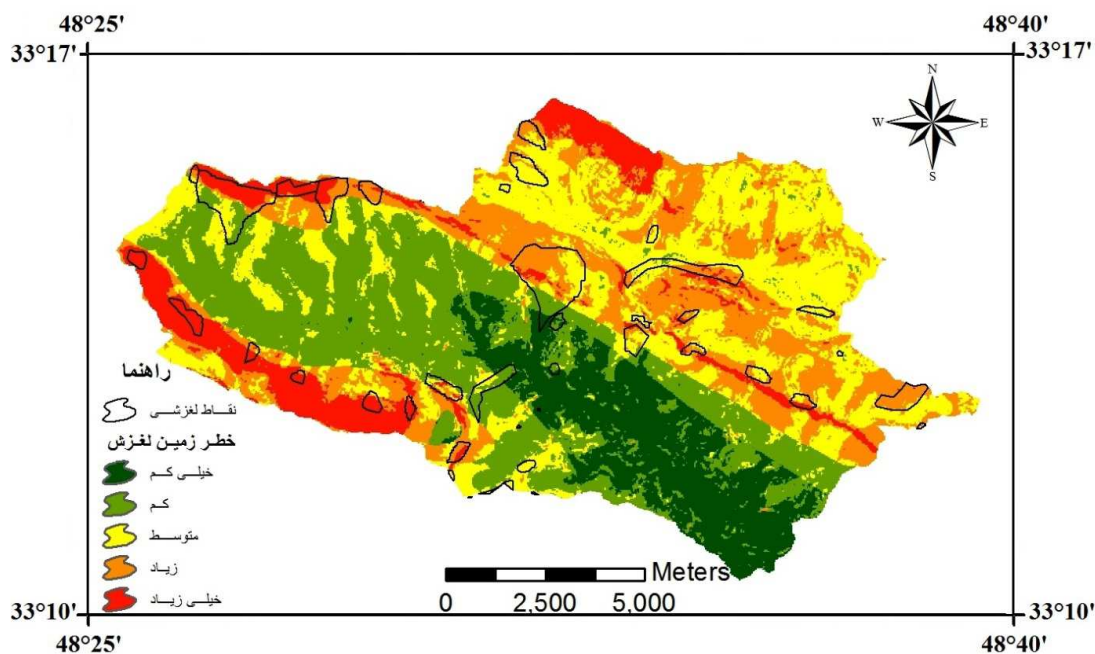 48°25'
48°40'
33°17'
33°17'
N
W
E
S
راهنما
نقاط لغزشی
خطر زمین لغزش
خیلی کم
کم
متوسط
زیاد
خیلی زیاد
Meters
0
2,500
5,000
33°10'
33°10'
48°25'
48°40'